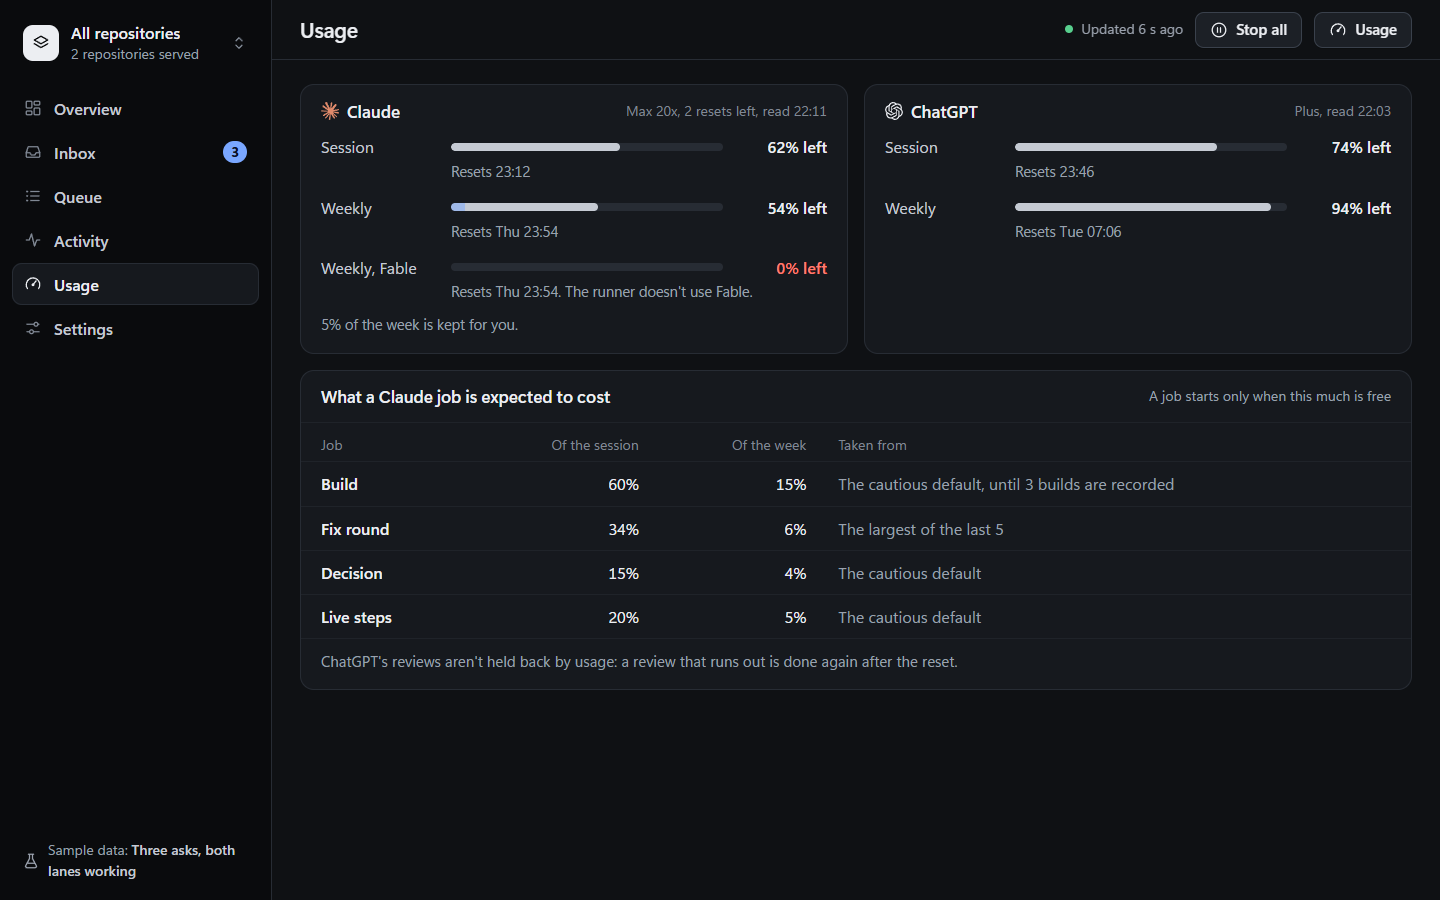 All repositories
2 repositories served
Overview
Inbox 3
Queue
Activity
Usage
Settings
Sample data: Three asks, both
lanes working
Usage
Updated 6 s ago
Stop all
Usage
Claude
Max 20x, 2 resets left, read 22:11
Session 62% left
Resets 23:12
Weekly 54% left
Resets Thu 23:54
Weekly, Fable 0% left
Resets Thu 23:54. The runner doesn't use Fable.
5% of the week is kept for you.
ChatGPT
Plus, read 22:03
Session 74% left
Resets 23:46
Weekly 94% left
Resets Tue 07:06
What a Claude job is expected to cost
A job starts only when this much is free
Job Of the session Of the week Taken from
Build 60% 15% The cautious default, until 3 builds are recorded
Fix round 34% 6% The largest of the last 5
Decision 15% 4% The cautious default
Live steps 20% 5% The cautious default
ChatGPT's reviews aren't held back by usage: a review that runs out is done again after the reset.